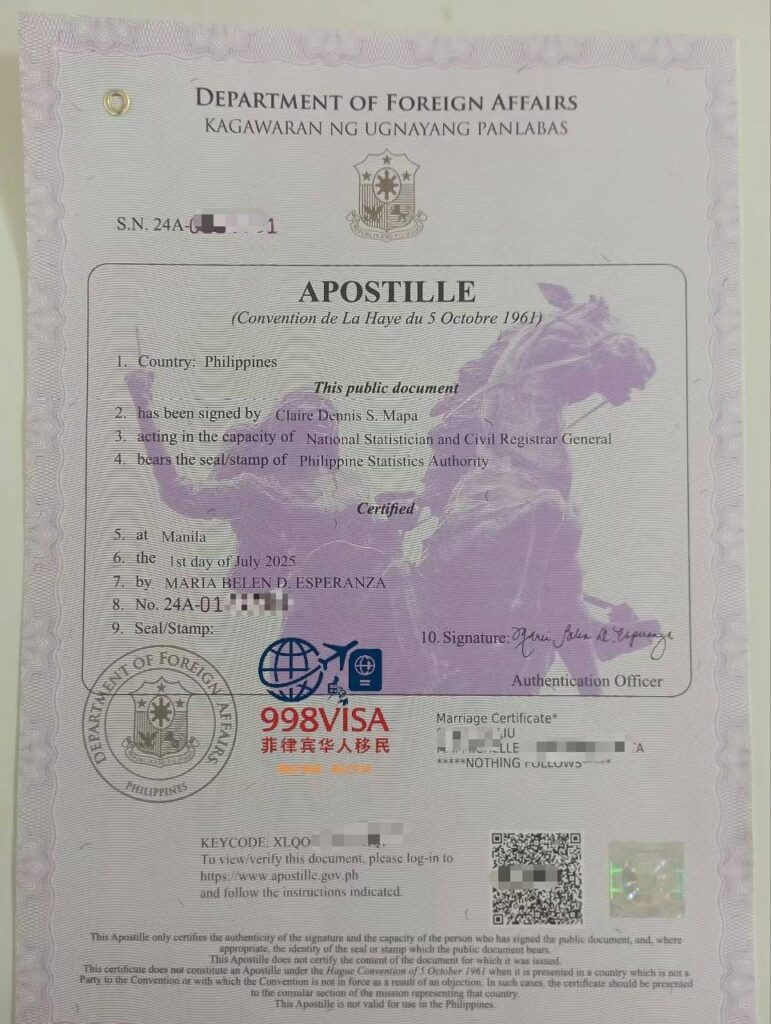 DEPARTMENT OF FOREIGN AFFAIRS
KAGAWARAN NG UGNAYANG PANLABAS
S.N. 24A-
APOSTILLE
(Convention de La Haye du 5 Octobre 1961)
1. Country: Philippines
This public document
2. has been signed by Claire Dennis S. Mapa
3. acting in the capacity of National Statistician and Civil Registrar General
4. bears the seal/stamp of Philippine Statistics Authority
Certified
5. at Manila
6. the 1st day of July 2025
7. by MARIA BELEN D. ESPERANZA
8. No. 24A-01
9. Seal/Stamp:
10. Signature:
Authentication Officer
DEPARTMENT OF FOREIGN AFFAIRS
PHILIPPINES
998VISA
菲律宾华人移民
Marriage Certificate*
*****NOTHING FOLLOWS*****
KEYCODE: XLQO
To view/verify this document, please log-in to
https://www.apostille.gov.ph
and follow the instructions indicated.
This Apostille only certifies the authenticity of the signature and the capacity of the person who has signed the public document, and, where
appropriate, the identity of the seal or stamp which the public document bears.
This Apostille does not certify the content of the document for which it was issued.
This certificate does not constitute an Apostille under the Hague Convention of 5 October 1961 when it is presented in a country which is not a
Party to the Convention or with which the Convention is not in force as a result of an objection. In such cases, the certificate should be presented
to the consular section of the mission representing that country.
This Apostille is not valid for use in the Philippines.